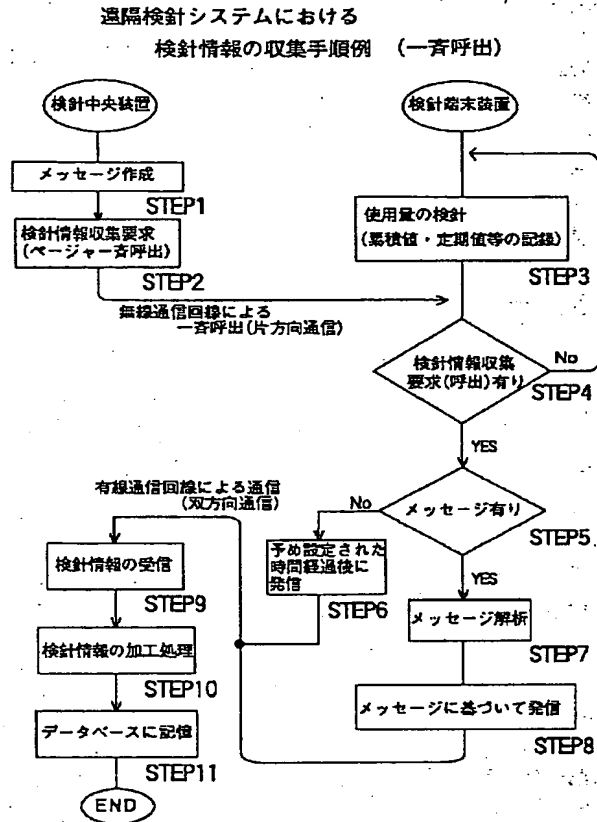 遠隔検針システムにおける
検針情報の収集手順例 (一斉呼出)
検針中央装置
メッセージ作成
STEP1
検針情報収集要求
(ページャ一斉呼出)
STEP2
無線通信回線による
一斉呼出(片方向通信)
検針端末装置
使用量の検針
(累積値・定期値等の記録)
STEP3
検針情報収集
要求(呼出)有り
No
STEP4
YES
メッセージ有り
No
STEP5
YES
予め設定された
時間経過後に
発信
STEP6
メッセージ解析
STEP7
メッセージに基づいて発信
STEP8
有線通信回線による通信
(双方向通信)
検針情報の受信
STEP9
検針情報の加工処理
STEP10
データベースに記憶
STEP11
END